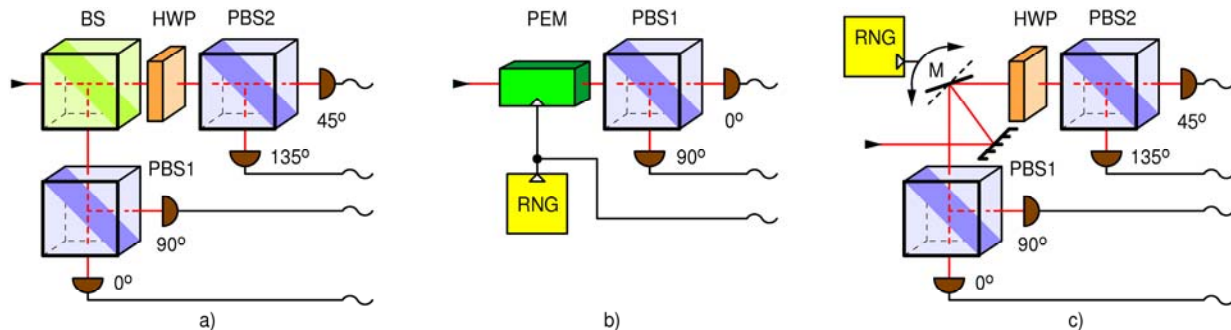 BS
HWP
PBS2
45º
135º
PBS1
90º
0º
a)
PEM
PBS1
0º
90º
RNG
b)
RNG
M
HWP
PBS2
45º
135º
PBS1
90º
0º
c)